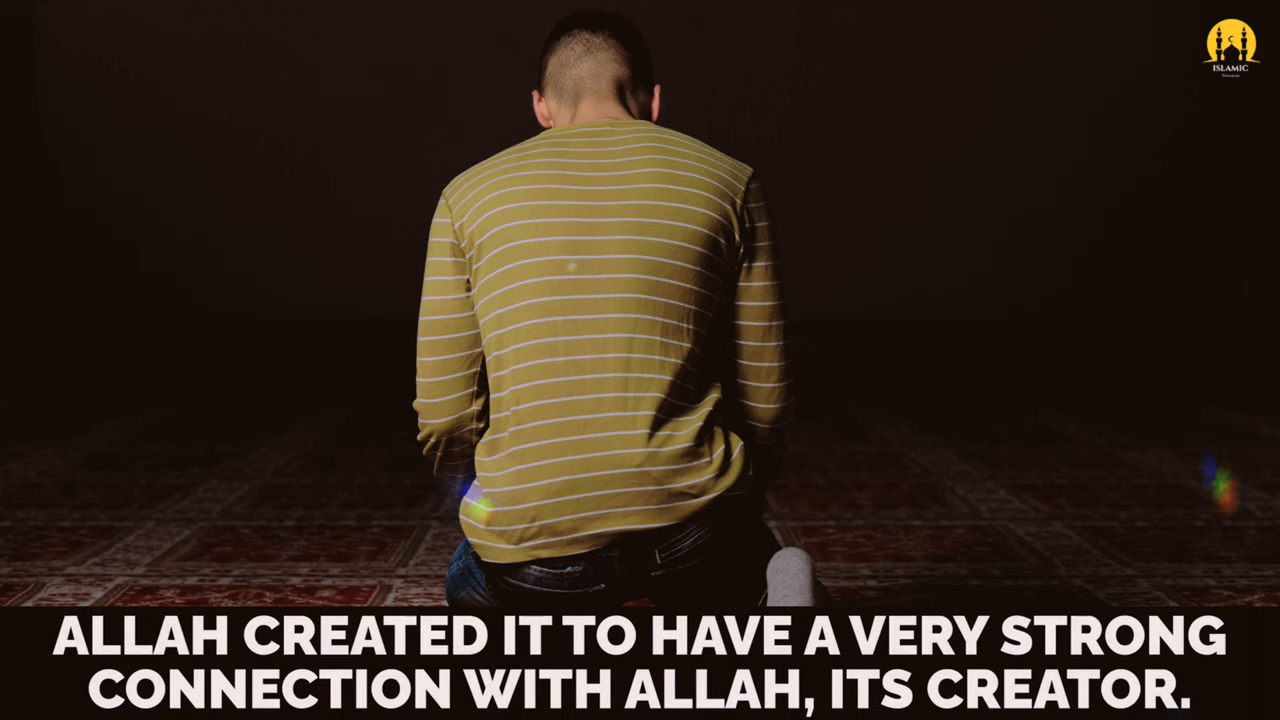 ISLAMIC
ALLAH CREATED IT TO HAVE A VERY STRONG
CONNECTION WITH ALLAH, ITS CREATOR.